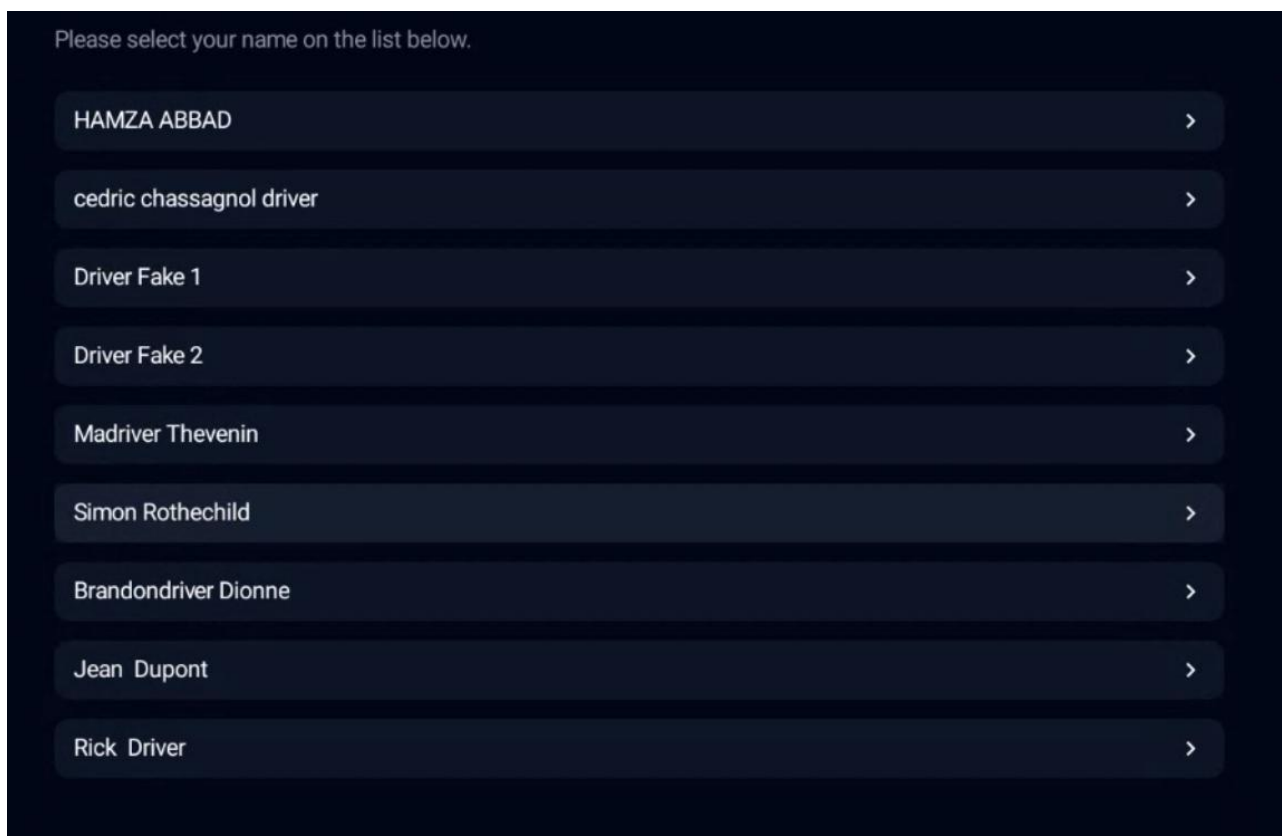 Please select your name on the list below.
HAMZA ABBAD
cedric chassagnol driver
Driver Fake 1
Driver Fake 2
Madriver Thevenin
Simon Rothechild
Brandondriver Dionne
Jean  Dupont
Rick  Driver